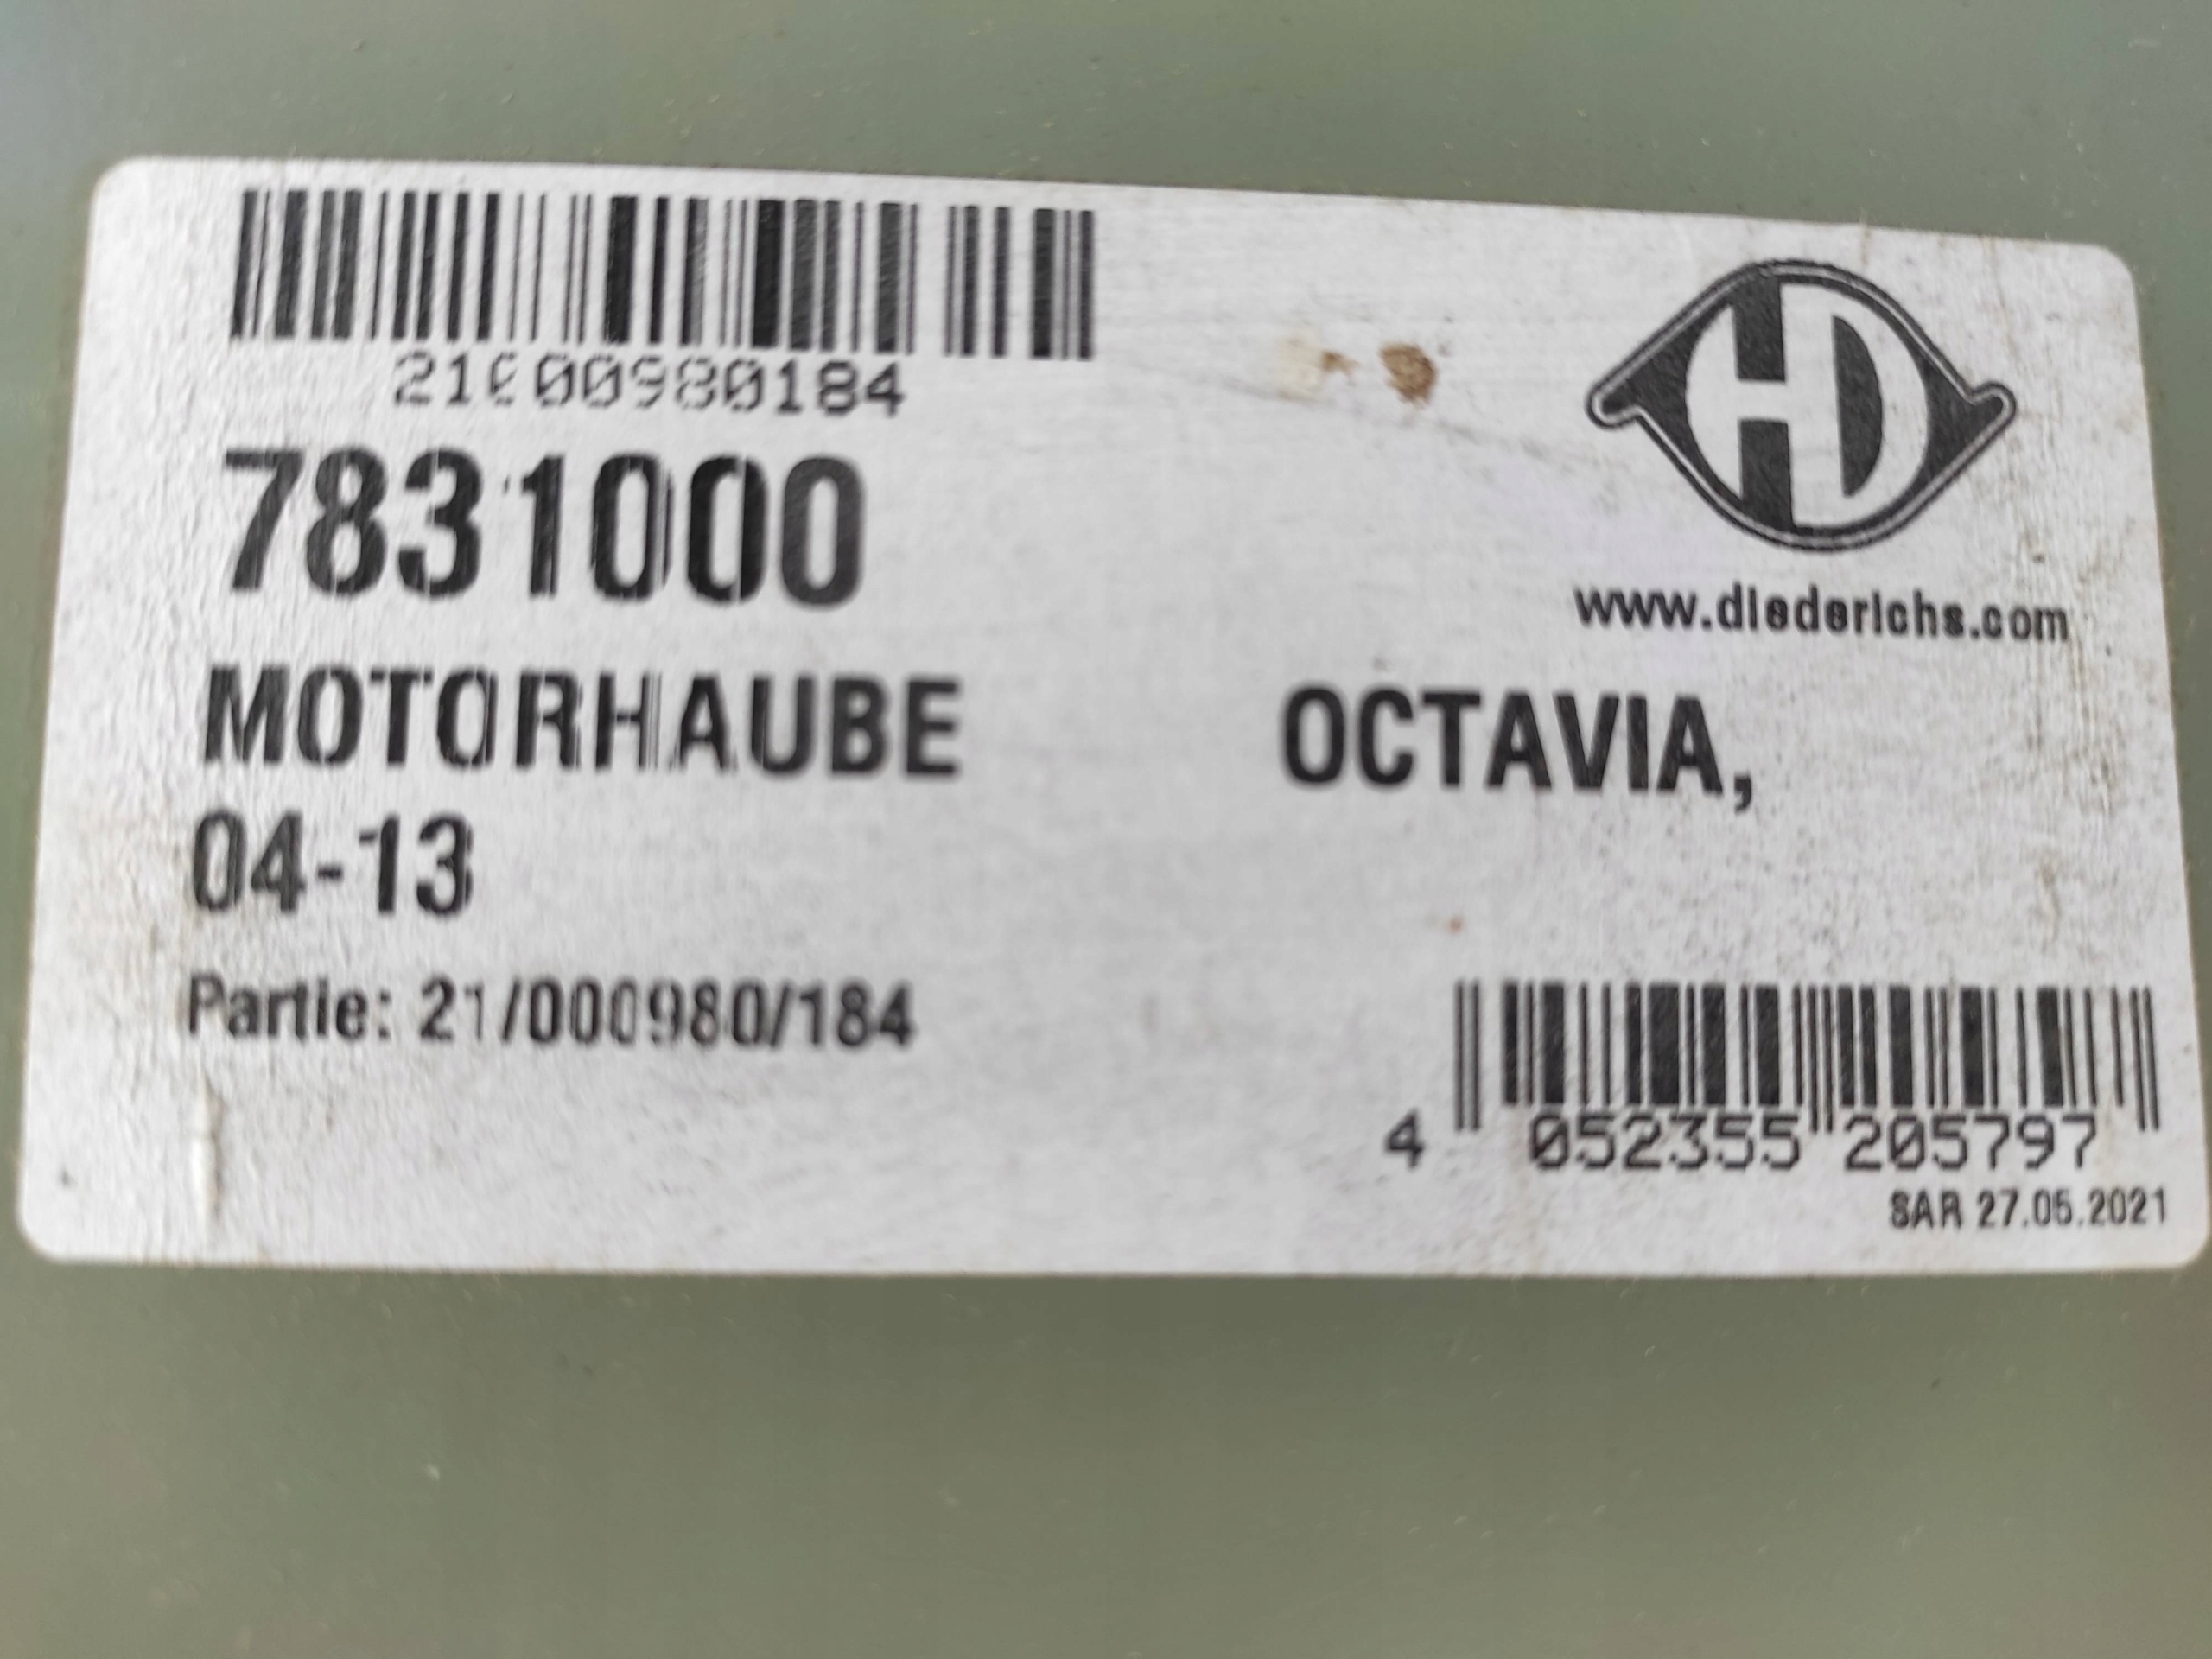 21000980184
HD
7831000
www.diederichs.com
MOTORHAUBE OCTAVIA,
04-13
Partie: 21/000980/184
4 052355 205797
SAR 27.05.2021